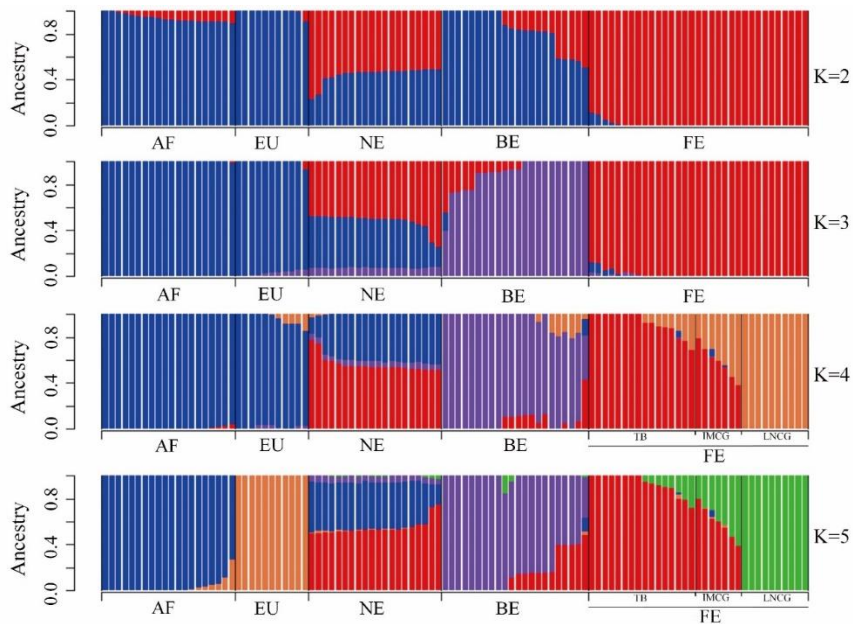 Ancestry 0.0 0.4 0.8 K=2
AF EU NE BE FE
Ancestry 0.0 0.4 0.8 K=3
AF EU NE BE FE
Ancestry 0.0 0.4 0.8 K=4
TB IMCG LNCG
AF EU NE BE FE
Ancestry 0.0 0.4 0.8 K=5
TB IMCG LNCG
AF EU NE BE FE